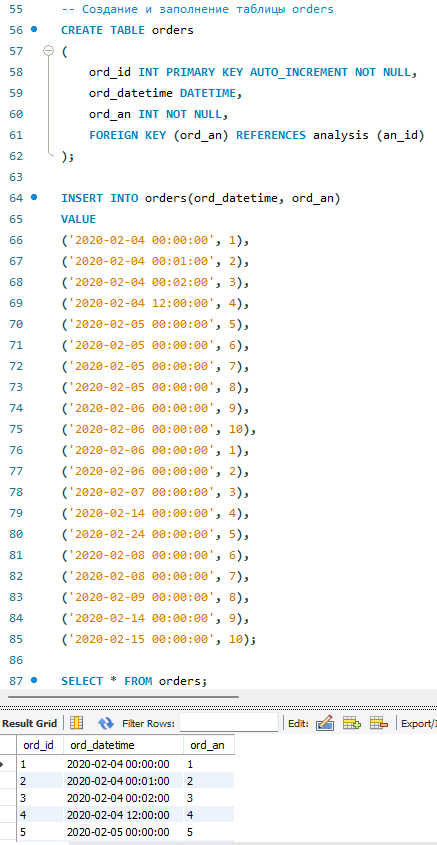 55 -- Создание и заполнение таблицы orders
56 CREATE TABLE orders
57 (
58 ord_id INT PRIMARY KEY AUTO_INCREMENT NOT NULL,
59 ord_datetime DATETIME,
60 ord_an INT NOT NULL,
61 FOREIGN KEY (ord_an) REFERENCES analysis (an_id)
62 );
63
64 INSERT INTO orders(ord_datetime, ord_an)
65 VALUE
66 ('2020-02-04 00:00:00', 1),
67 ('2020-02-04 00:01:00', 2),
68 ('2020-02-04 00:02:00', 3),
69 ('2020-02-04 12:00:00', 4),
70 ('2020-02-05 00:00:00', 5),
71 ('2020-02-05 00:00:00', 6),
72 ('2020-02-05 00:00:00', 7),
73 ('2020-02-05 00:00:00', 8),
74 ('2020-02-06 00:00:00', 9),
75 ('2020-02-06 00:00:00', 10),
76 ('2020-02-06 00:00:00', 1),
77 ('2020-02-06 00:00:00', 2),
78 ('2020-02-07 00:00:00', 3),
79 ('2020-02-14 00:00:00', 4),
80 ('2020-02-24 00:00:00', 5),
81 ('2020-02-08 00:00:00', 6),
82 ('2020-02-08 00:00:00', 7),
83 ('2020-02-09 00:00:00', 8),
84 ('2020-02-14 00:00:00', 9),
85 ('2020-02-15 00:00:00', 10);
86
87 SELECT * FROM orders;
Result Grid Filter Rows: Edit: Export/I
ord_id ord_datetime ord_an
1 2020-02-04 00:00:00 1
2 2020-02-04 00:01:00 2
3 2020-02-04 00:02:00 3
4 2020-02-04 12:00:00 4
5 2020-02-05 00:00:00 5